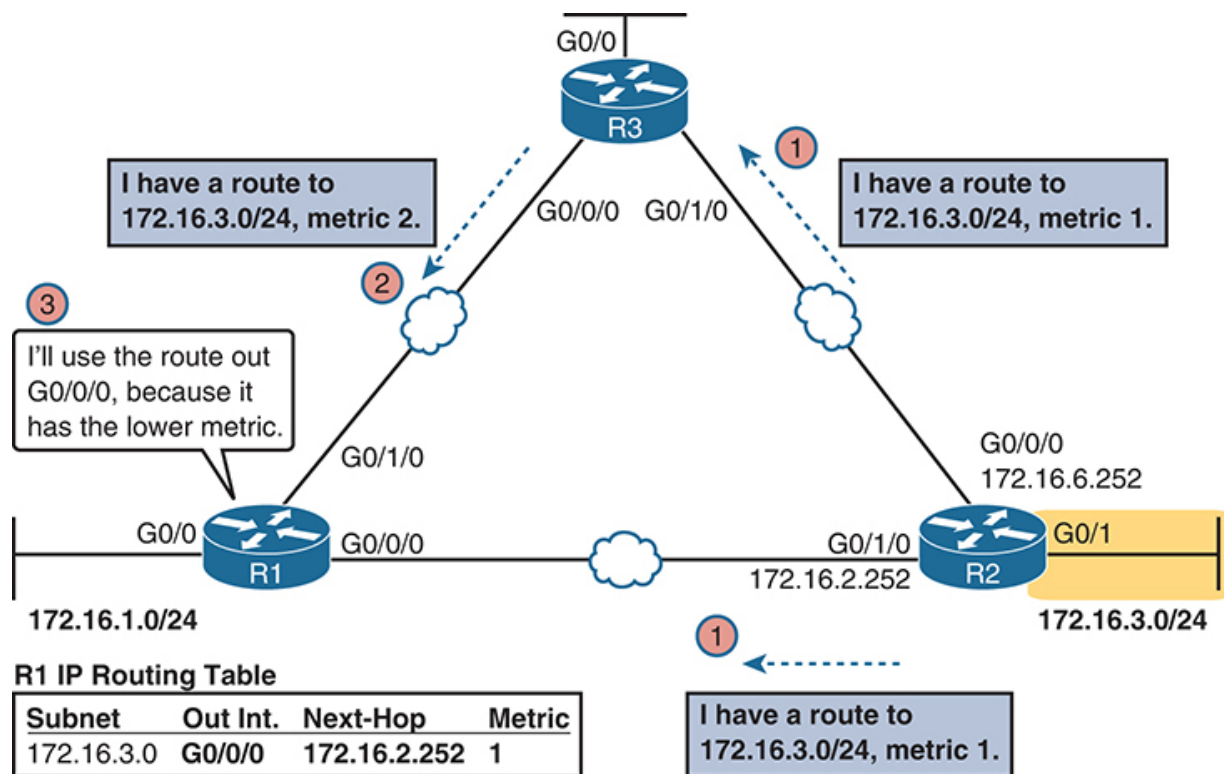 G0/0
R3
1
I have a route to
172.16.3.0/24, metric 2.
G0/0/0
G0/1/0
I have a route to
172.16.3.0/24, metric 1.
2
3
I'll use the route out
G0/0/0, because it
has the lower metric.
G0/1/0
G0/0/0
172.16.6.252
G0/0
R1
G0/0/0
G0/1/0
172.16.2.252
R2
G0/1
172.16.1.0/24
172.16.3.0/24
1
I have a route to
172.16.3.0/24, metric 1.
R1 IP Routing Table
Subnet Out Int. Next-Hop Metric
172.16.3.0 G0/0/0 172.16.2.252 1